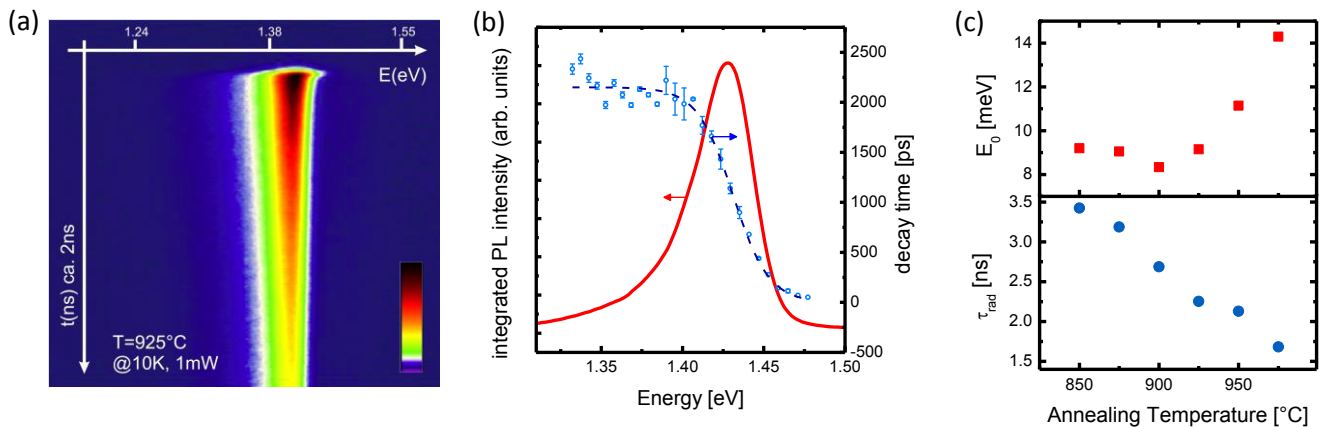 (a)
1.24
1.38
1.55
E(eV)
t(ns) ca. 2ns
T=925°C
@10K, 1mW
(b)
integrated PL intensity (arb. units)
2500
2000
1500
1000
500
0
-500
decay time [ps]
1.35
1.40
1.45
1.50
Energy [eV]
(c)
14
12
10
8
E0 [meV]
3.5
3.0
2.5
2.0
1.5
τrad [ns]
850
900
950
Annealing Temperature [°C]